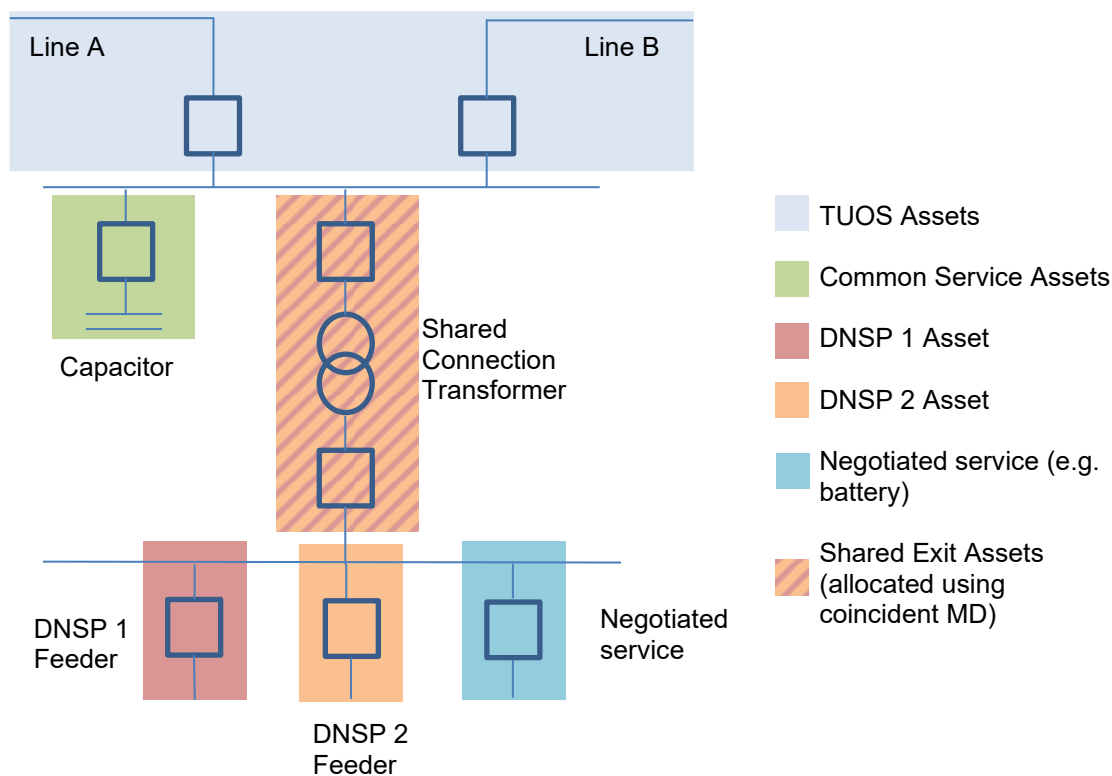 Line A
Line B
Capacitor
Shared
Connection
Transformer
DNSP 1
Feeder
DNSP 2
Feeder
Negotiated
service
TUOS Assets
Common Service Assets
DNSP 1 Asset
DNSP 2 Asset
Negotiated service (e.g.
battery)
Shared Exit Assets
(allocated using
coincident MD)